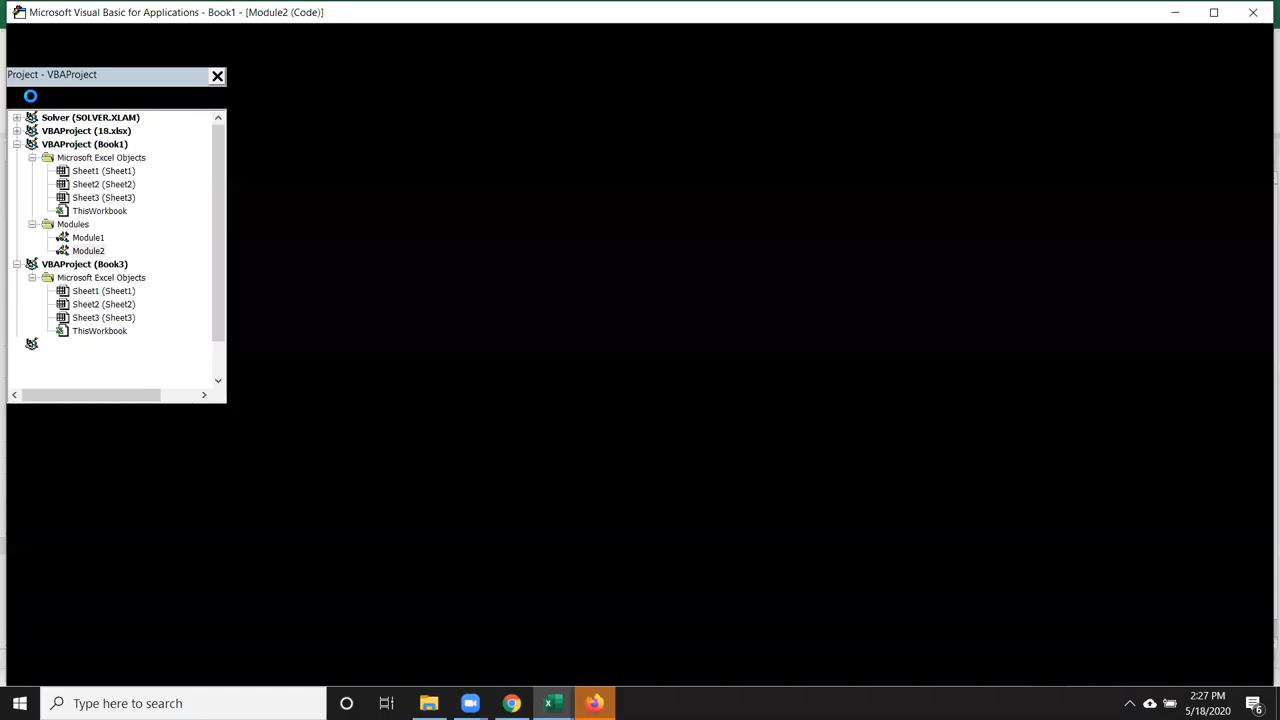 Microsoft Visual Basic for Applications - Book1 - [Module2 (Code)]
Project - VBAProject
Solver (SOLVER.XLAM)
VBAProject (18.xlsx)
VBAProject (Book1)
Microsoft Excel Objects
Sheet1 (Sheet1)
Sheet2 (Sheet2)
Sheet3 (Sheet3)
ThisWorkbook
Modules
Module1
Module2
VBAProject (Book3)
Microsoft Excel Objects
Sheet1 (Sheet1)
Sheet2 (Sheet2)
Sheet3 (Sheet3)
ThisWorkbook
Type here to search
2:27 PM
5/18/2020
6